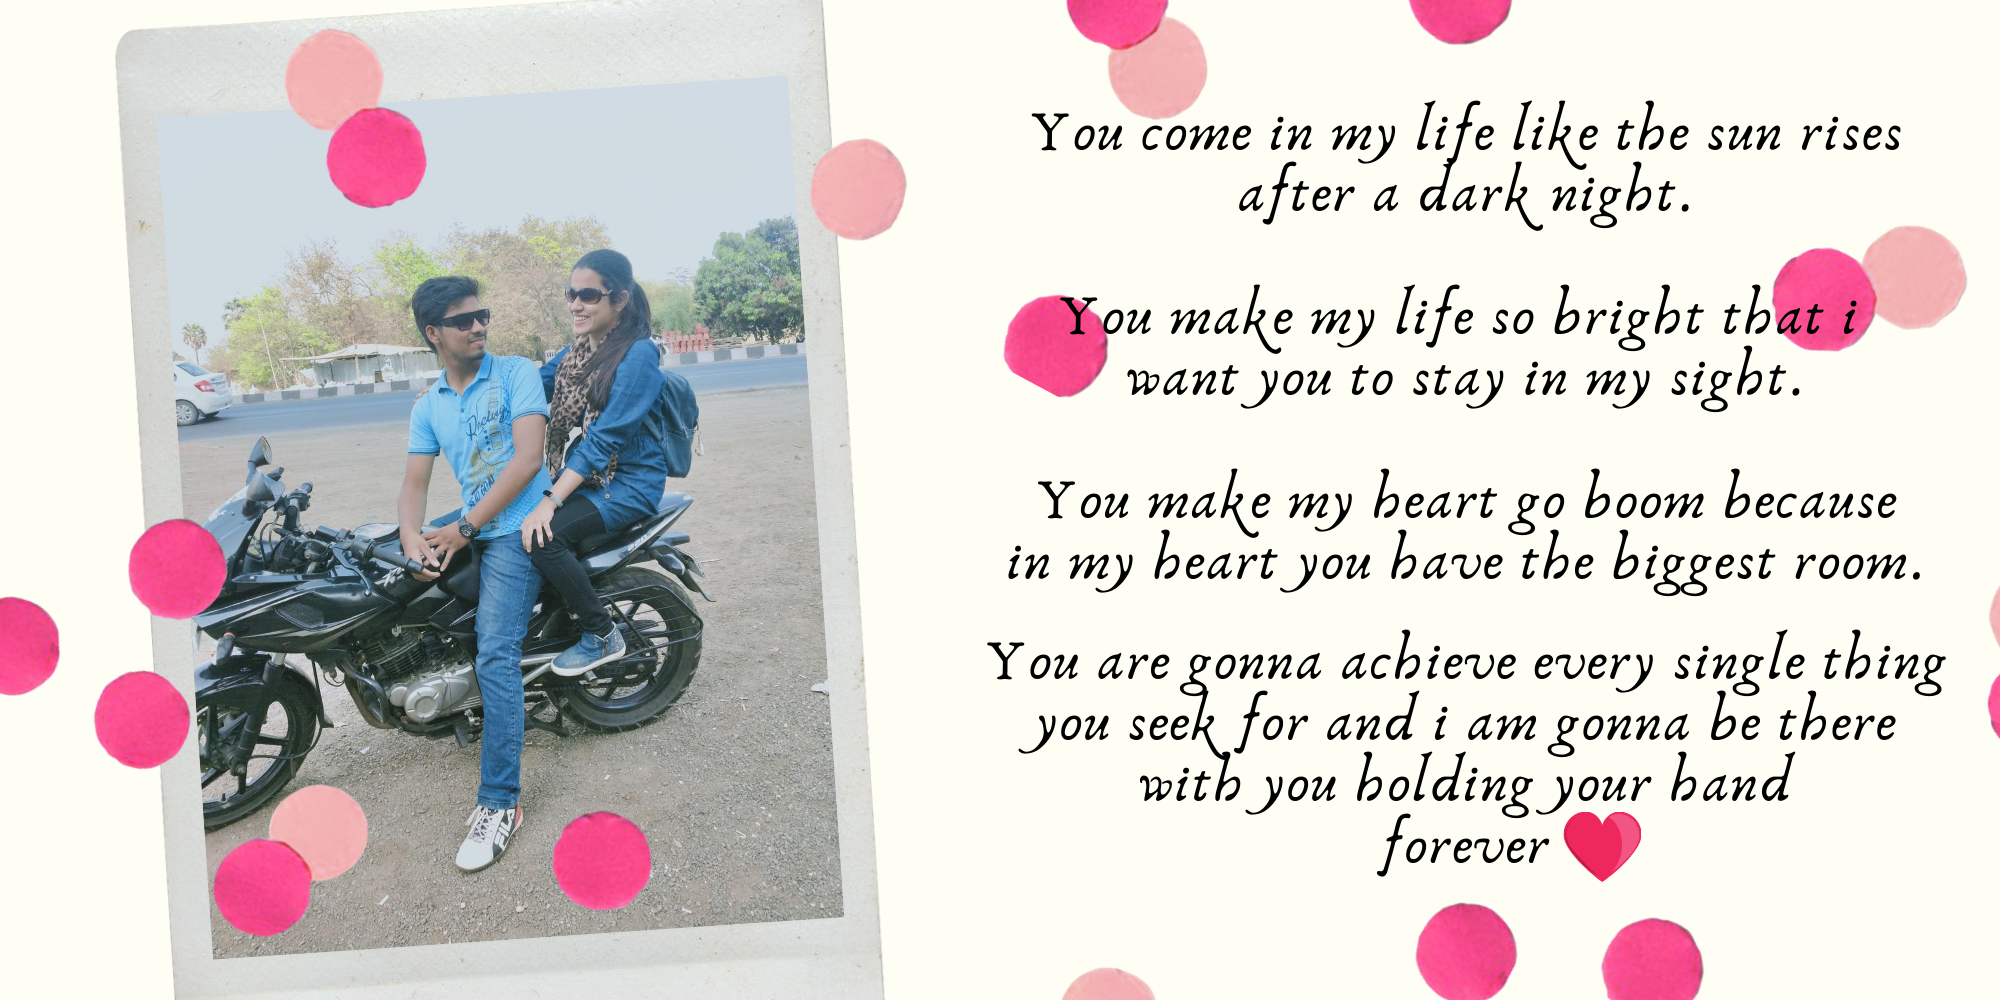 You come in my life like the sun rises
after a dark night.
You make my life so bright that i
want you to stay in my sight.
You make my heart go boom because
in my heart you have the biggest room.
You are gonna achieve every single thing
you seek for and i am gonna be there
with you holding your hand
forever ❤️
Racing
FILA